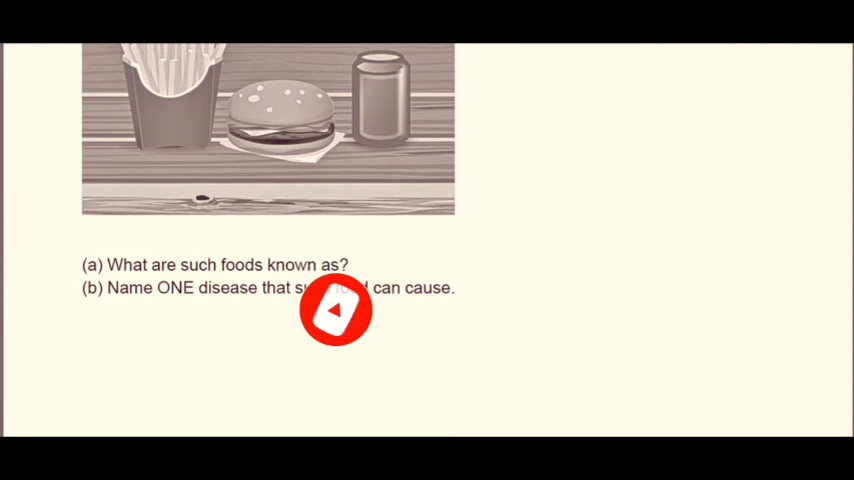 (a) What are such foods known as?
(b) Name ONE disease that can cause.